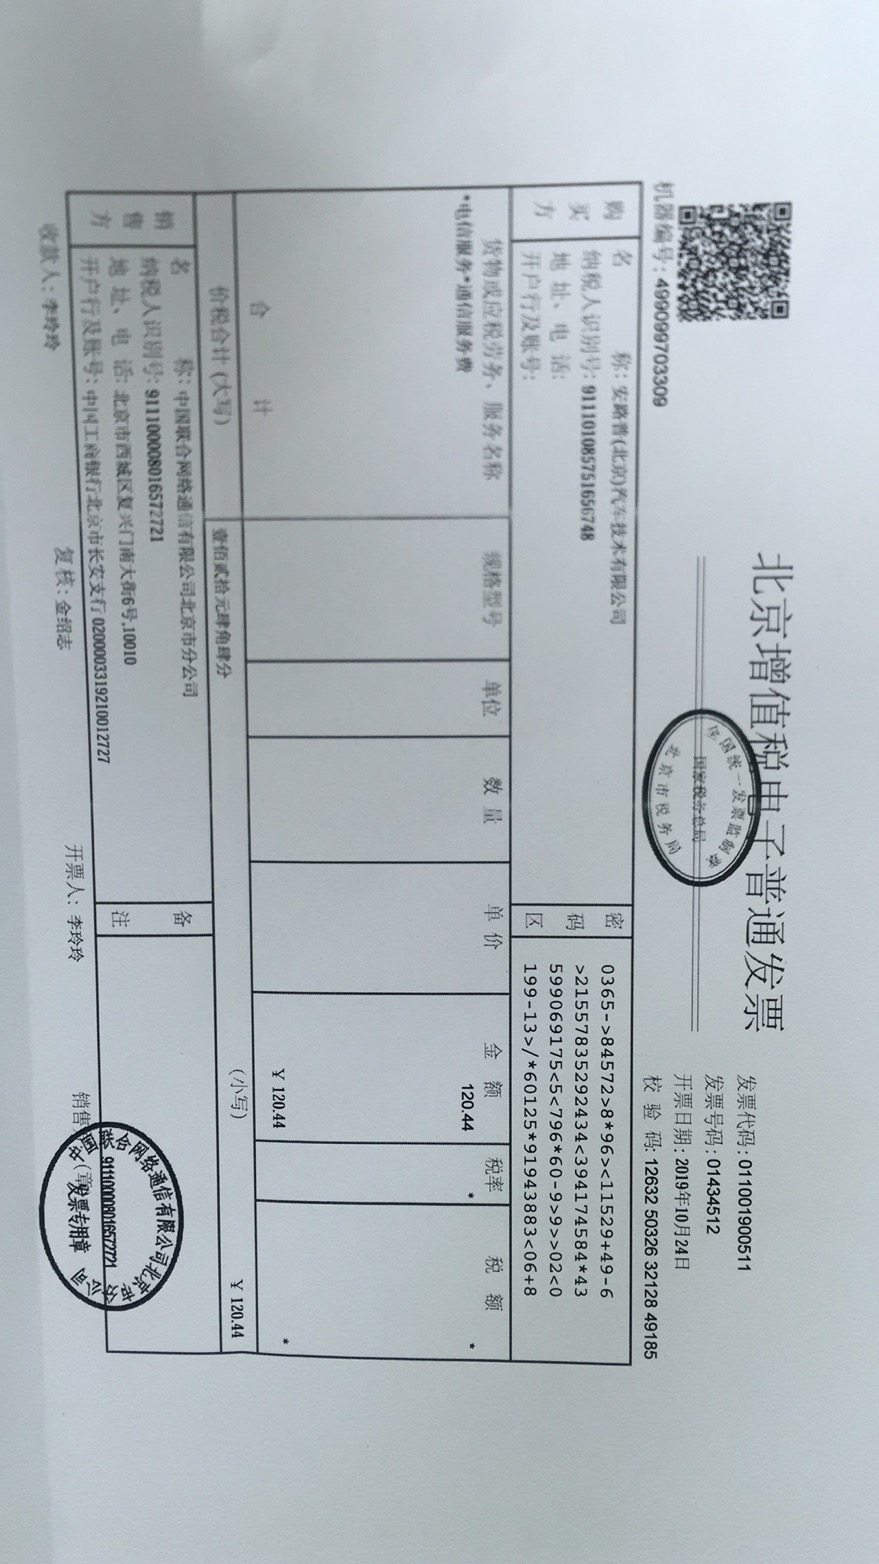 北京增值税电子普通发票
全国统一发票监制章
国家税务总局
北京市税务局
发票代码: 011001900511
发票号码: 01434512
开票日期: 2019年10月24日
校 验 码: 12632 50326 32128 49185
机器编号: 499099703309
购买方
名 称: 安路普(北京)汽车技术有限公司
纳税人识别号: 911101085751656748
地 址、电 话:
开户行及账号:
密码区
0365->84572>8*96><11529+49-6
>21557835292434<394174584*43
599069175<5<796*60-9>9>>02<0
199-13>/*60125*91943883<06+8
货物或应税劳务、服务名称 规格型号 单位 数 量 单 价 金 额 税率 税 额
*电信服务*通信服务费 120.44 * *
合 计 ¥ 120.44 *
价税合计 (大写) 壹佰贰拾元肆角肆分 (小写) ¥ 120.44
销售方
名 称: 中国联合网络通信有限公司北京市分公司
纳税人识别号: 911100008016572721
地 址、电 话: 北京市西城区复兴门南大街6号,10010
开户行及账号: 中国工商银行北京市长安支行 0200003319210012727
备注
收款人: 李玲玲 复核: 金绍志 开票人: 李玲玲 销售方: (章)
中国联合网络通信有限公司北京市分公司
911100008016572721
发票专用章